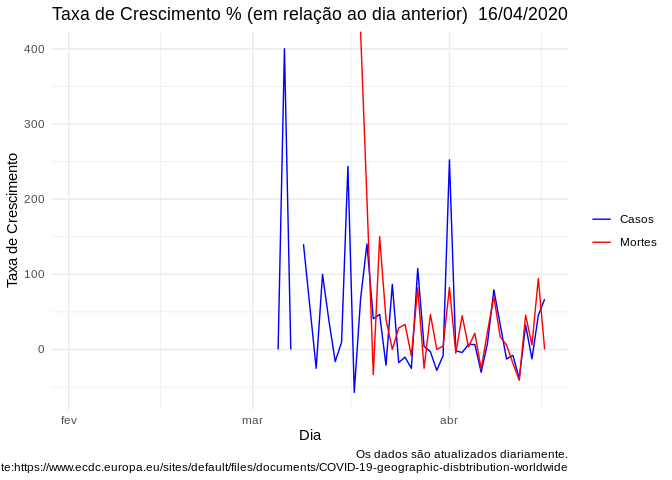 Taxa de Crescimento % (em relação ao dia anterior)  16/04/2020
400
300
200
100
0
Taxa de Crescimento
fev
mar
abr
Dia
Casos
Mortes
Os dados são atualizados diariamente.
te:https://www.ecdc.europa.eu/sites/default/files/documents/COVID-19-geographic-disbtribution-worldwide